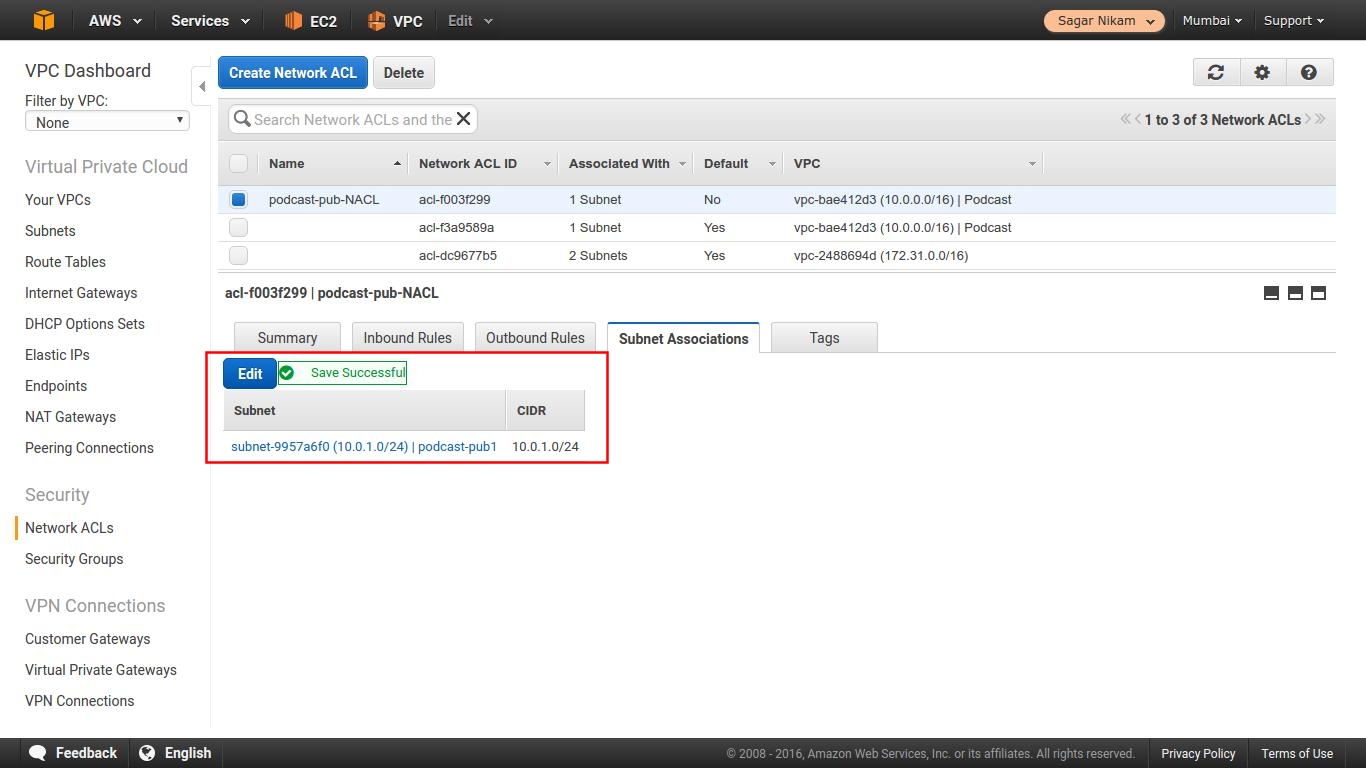 AWS Services EC2 VPC Edit Sagar Nikam Mumbai Support
VPC Dashboard
Filter by VPC:
None
Virtual Private Cloud
Your VPCs
Subnets
Route Tables
Internet Gateways
DHCP Options Sets
Elastic IPs
Endpoints
NAT Gateways
Peering Connections
Security
Network ACLs
Security Groups
VPN Connections
Customer Gateways
Virtual Private Gateways
VPN Connections
Create Network ACL Delete
Search Network ACLs and the
1 to 3 of 3 Network ACLs
Name Network ACL ID Associated With Default VPC
podcast-pub-NACL acl-f003f299 1 Subnet No vpc-bae412d3 (10.0.0.0/16) | Podcast
acl-f3a9589a 1 Subnet Yes vpc-bae412d3 (10.0.0.0/16) | Podcast
acl-dc9677b5 2 Subnets Yes vpc-2488694d (172.31.0.0/16)
acl-f003f299 | podcast-pub-NACL
Summary Inbound Rules Outbound Rules Subnet Associations Tags
Edit Save Successful
Subnet CIDR
subnet-9957a6f0 (10.0.1.0/24) | podcast-pub1 10.0.1.0/24
Feedback English © 2008 - 2016, Amazon Web Services, Inc. or its affiliates. All rights reserved. Privacy Policy Terms of Use